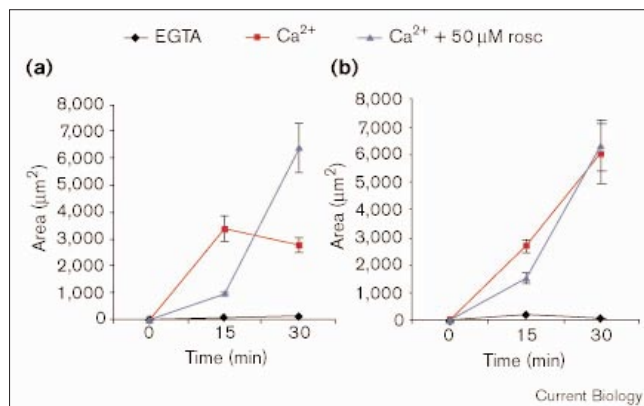 EGTA Ca²⁺ Ca²⁺ + 50 μM rosc
(a) (b)
8,000
7,000
6,000
5,000
4,000
3,000
2,000
1,000
0
Area (μm²)
0 15 30
Time (min)
8,000
7,000
6,000
5,000
4,000
3,000
2,000
1,000
0
Area (μm²)
0 15 30
Time (min)
Current Biology